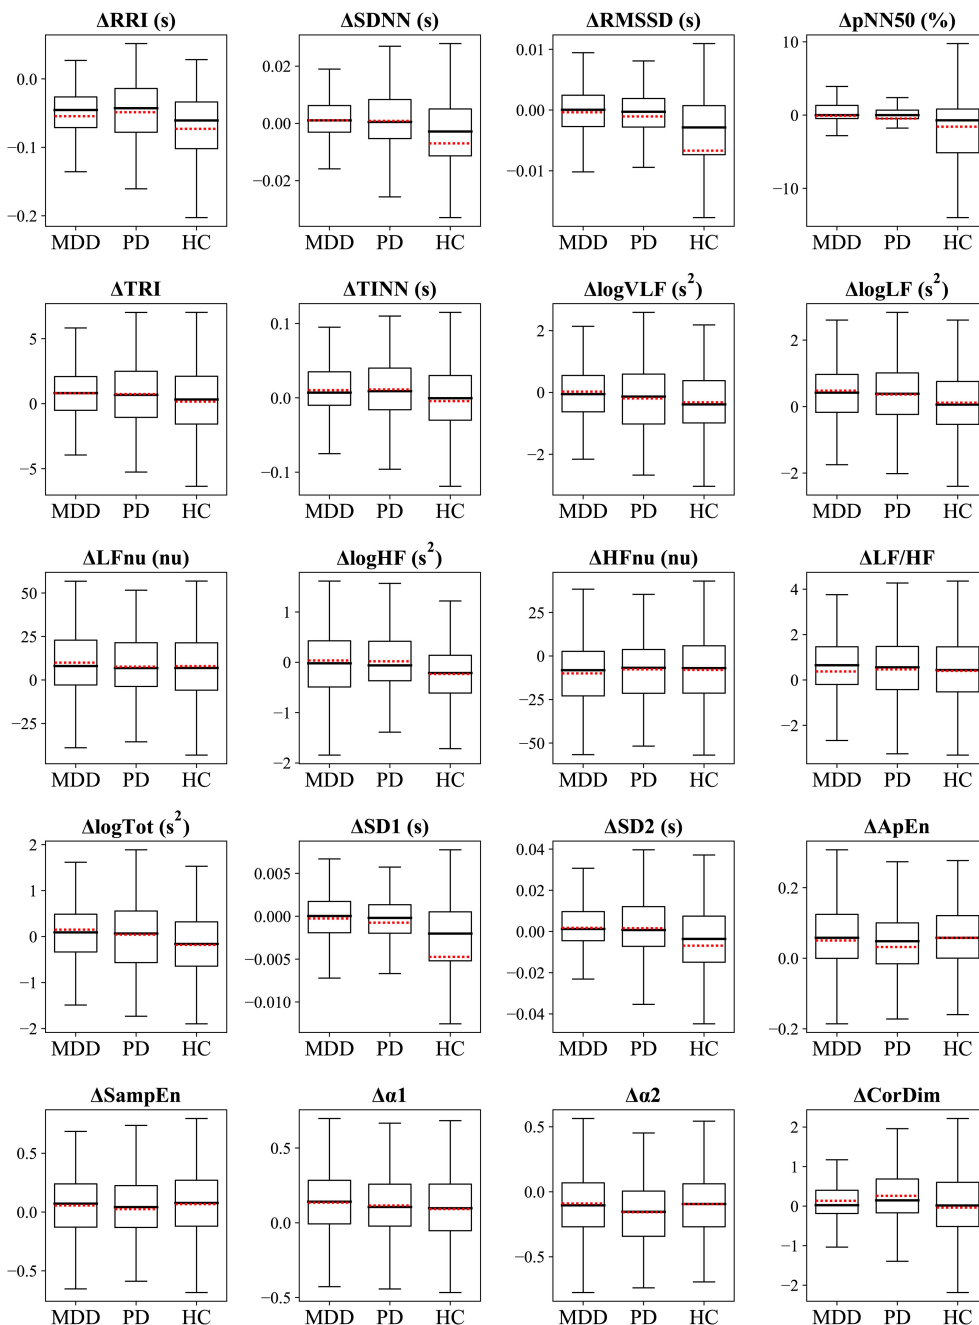 ΔRRI (s) ΔSDNN (s) ΔRMSSD (s) ΔpNN50 (%)
0.0 0.02 0.01 10
−0.1 0.00 0.00 0
−0.2 −0.02 −0.01 −10
MDD PD HC MDD PD HC MDD PD HC MDD PD HC
ΔTRI ΔTINN (s) ΔlogVLF (s²) ΔlogLF (s²)
5 0.1 2 2
0 0.0 0 0
−5 −0.1 −2 −2
MDD PD HC MDD PD HC MDD PD HC MDD PD HC
ΔLFnu (nu) ΔlogHF (s²) ΔHFnu (nu) ΔLF/HF
50 1 25 4
25 0 0 2
0 −1 −25 0
−25 −2 −50 −2
MDD PD HC MDD PD HC MDD PD HC MDD PD HC
ΔlogTot (s²) ΔSD1 (s) ΔSD2 (s) ΔApEn
2 0.005 0.04 0.2
1 0.000 0.02 0.0
0 −0.005 0.00 −0.2
−1 −0.010 −0.02
−2 −0.04
MDD PD HC MDD PD HC MDD PD HC MDD PD HC
ΔSampEn Δα1 Δα2 ΔCorDim
0.5 0.5 0.5 2
0.0 0.0 0.0 1
−0.5 −0.5 −0.5 0
−1
−2
MDD PD HC MDD PD HC MDD PD HC MDD PD HC